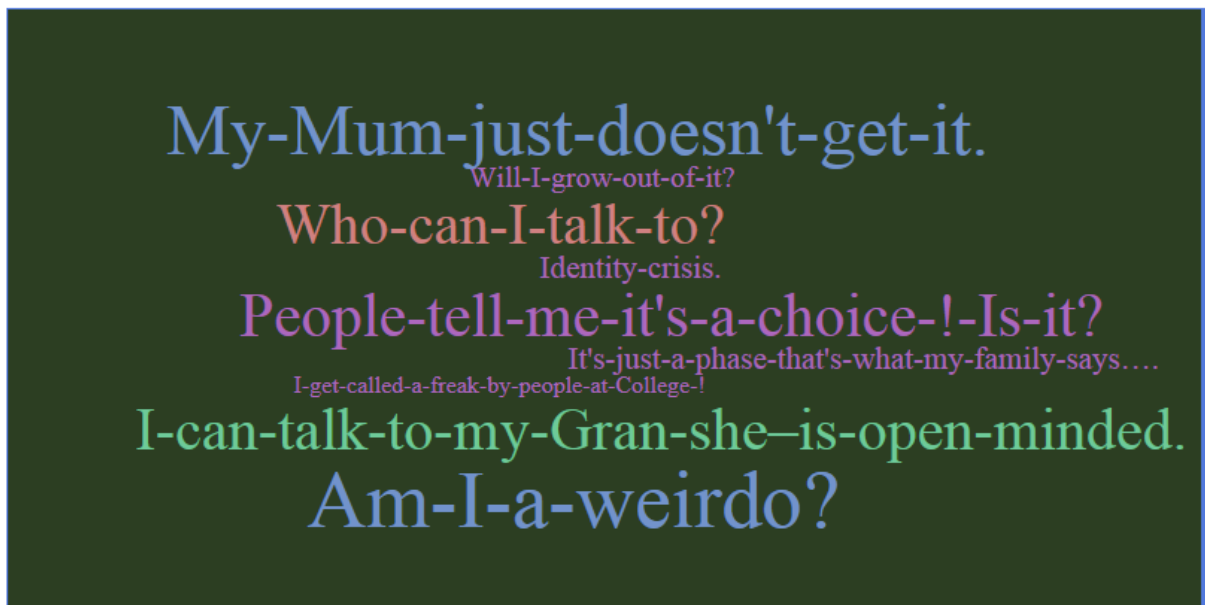 My-Mum-just-doesn't-get-it.
Will-I-grow-out-of-it?
Who-can-I-talk-to?
Identity-crisis.
People-tell-me-it's-a-choice-!-Is-it?
It's-just-a-phase-that's-what-my-family-says….
I-get-called-a-freak-by-people-at-College-!
I-can-talk-to-my-Gran-she–is-open-minded.
Am-I-a-weirdo?